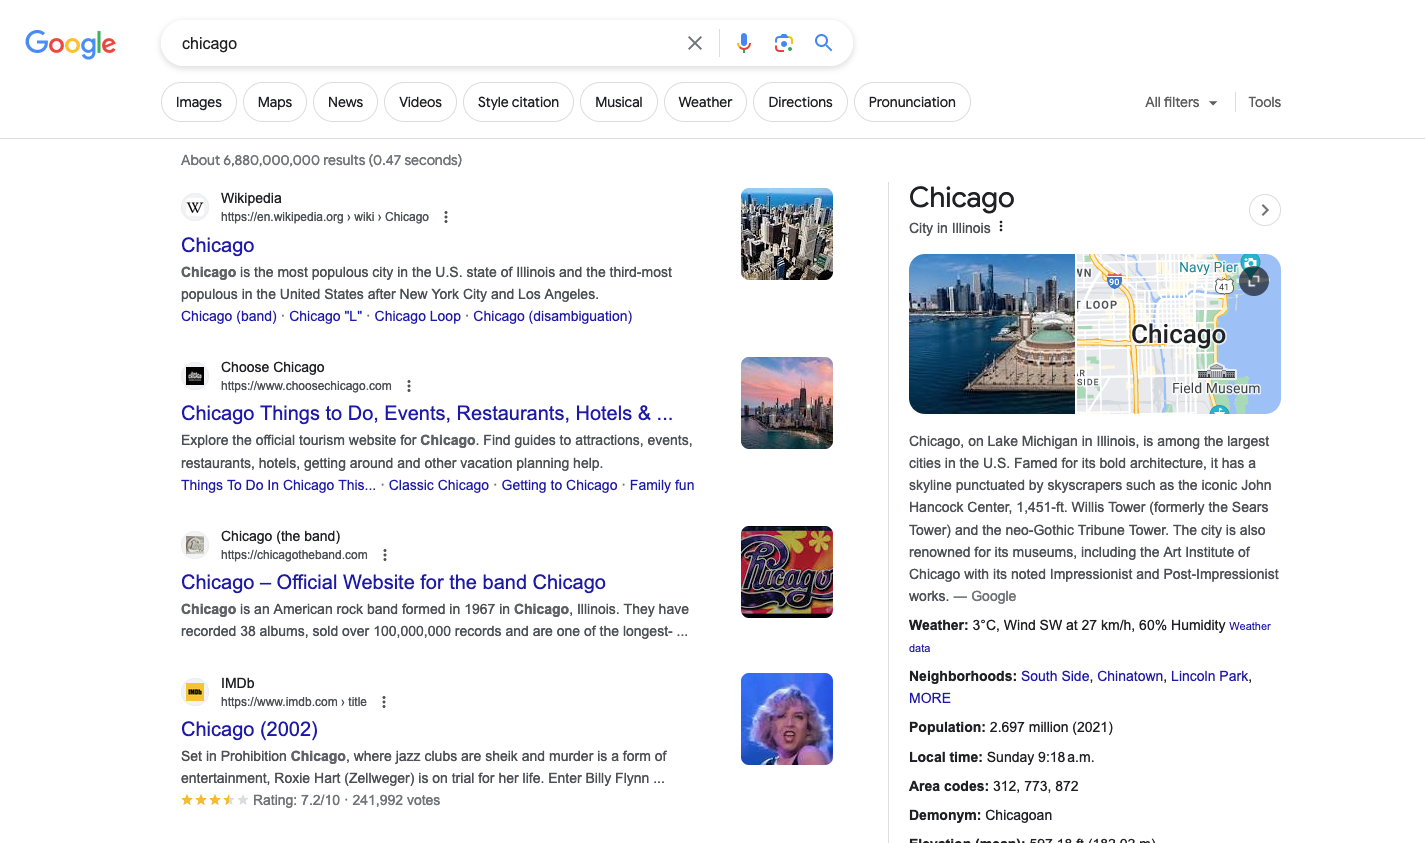 Google
chicago
Images Maps News Videos Style citation Musical Weather Directions Pronunciation All filters Tools
About 6,880,000,000 results (0.47 seconds)
W
Wikipedia
https://en.wikipedia.org › wiki › Chicago
Chicago
Chicago is the most populous city in the U.S. state of Illinois and the third-most
populous in the United States after New York City and Los Angeles.
Chicago (band) · Chicago "L" · Chicago Loop · Chicago (disambiguation)
Choose Chicago
https://www.choosechicago.com
Chicago Things to Do, Events, Restaurants, Hotels & ...
Explore the official tourism website for Chicago. Find guides to attractions, events,
restaurants, hotels, getting around and other vacation planning help.
Things To Do In Chicago This... · Classic Chicago · Getting to Chicago · Family fun
Chicago (the band)
https://chicagotheband.com
Chicago – Official Website for the band Chicago
Chicago is an American rock band formed in 1967 in Chicago, Illinois. They have
recorded 38 albums, sold over 100,000,000 records and are one of the longest- ...
Chicago
IMDb
IMDb
https://www.imdb.com › title
Chicago (2002)
Set in Prohibition Chicago, where jazz clubs are sheik and murder is a form of
entertainment, Roxie Hart (Zellweger) is on trial for her life. Enter Billy Flynn ...
Rating: 7.2/10 · 241,992 votes
Chicago
City in Illinois
WN
90
Navy Pier
41
T LOOP
Chicago
AR
SIDE
Field Museum
Chicago, on Lake Michigan in Illinois, is among the largest
cities in the U.S. Famed for its bold architecture, it has a
skyline punctuated by skyscrapers such as the iconic John
Hancock Center, 1,451-ft. Willis Tower (formerly the Sears
Tower) and the neo-Gothic Tribune Tower. The city is also
renowned for its museums, including the Art Institute of
Chicago with its noted Impressionist and Post-Impressionist
works. — Google
Weather: 3°C, Wind SW at 27 km/h, 60% Humidity Weather
data
Neighborhoods: South Side, Chinatown, Lincoln Park,
MORE
Population: 2.697 million (2021)
Local time: Sunday 9:18 a.m.
Area codes: 312, 773, 872
Demonym: Chicagoan
Elevation (mean): 597.18 ft (182.02 m)